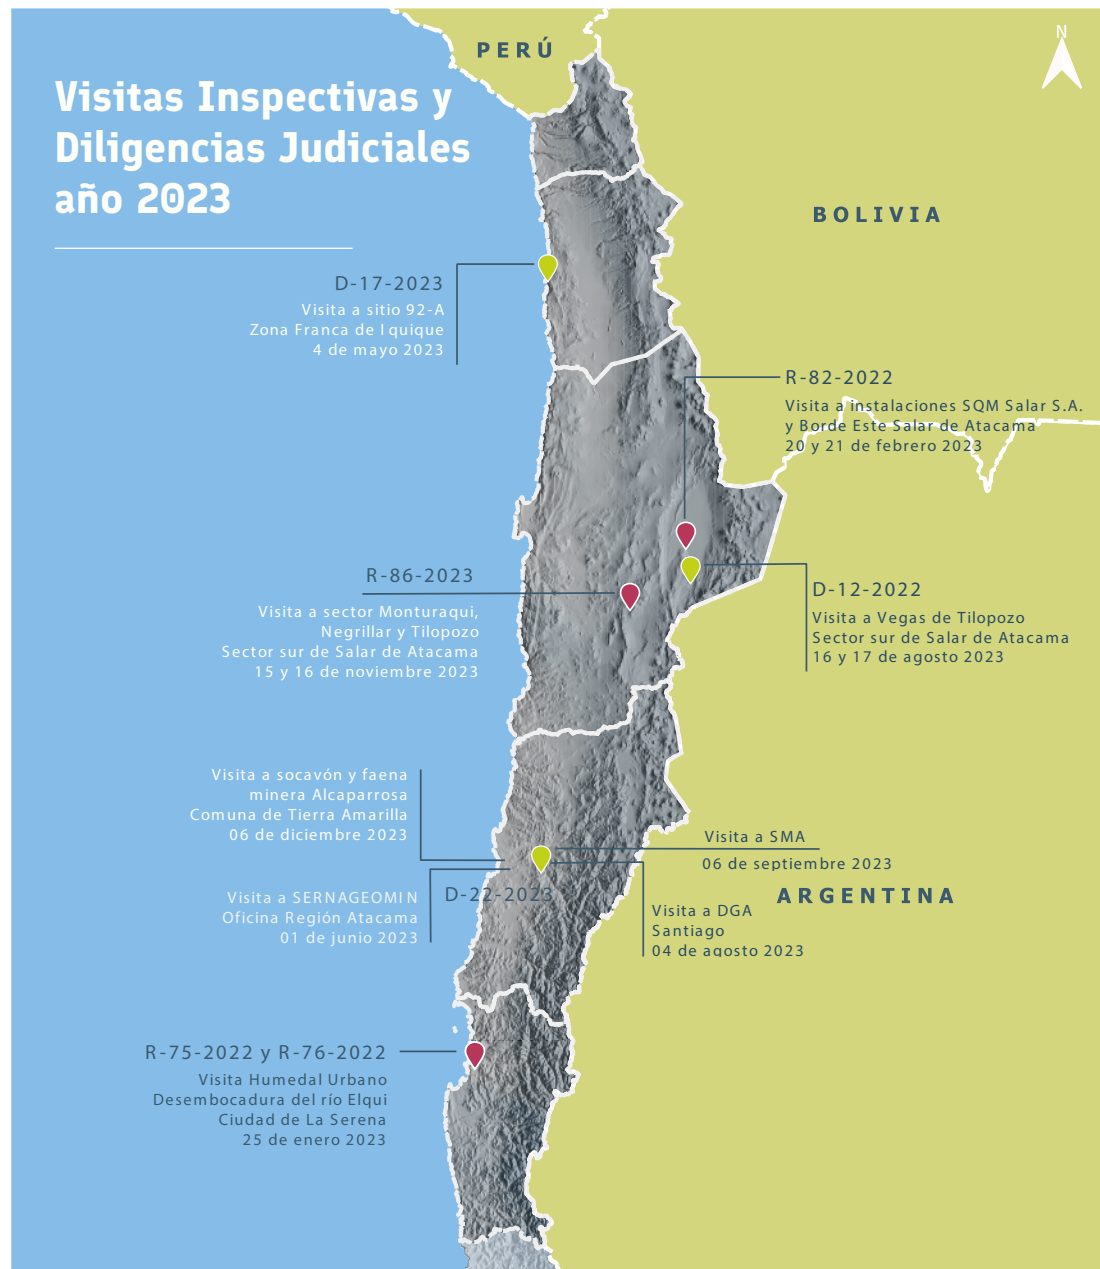 PERÚ
N
Visitas Inspectivas y
Diligencias Judiciales
año 2023
BOLIVIA
D-17-2023
Visita a sitio 92-A
Zona Franca de Iquique
4 de mayo 2023
R-82-2022
Visita a instalaciones SQM Salar S.A.
y Borde Este Salar de Atacama
20 y 21 de febrero 2023
R-86-2023
Visita a sector Monturaqui,
Negrillar y Tilopozo
Sector sur de Salar de Atacama
15 y 16 de noviembre 2023
D-12-2022
Visita a Vegas de Tilopozo
Sector sur de Salar de Atacama
16 y 17 de agosto 2023
Visita a socavón y faena
minera Alcaparrosa
Comuna de Tierra Amarilla
06 de diciembre 2023
Visita a SMA
06 de septiembre 2023
D-22-2023
Visita a SERNAGEOMIN
Oficina Región Atacama
01 de junio 2023
ARGENTINA
Visita a DGA
Santiago
04 de agosto 2023
R-75-2022 y R-76-2022
Visita Humedal Urbano
Desembocadura del río Elqui
Ciudad de La Serena
25 de enero 2023